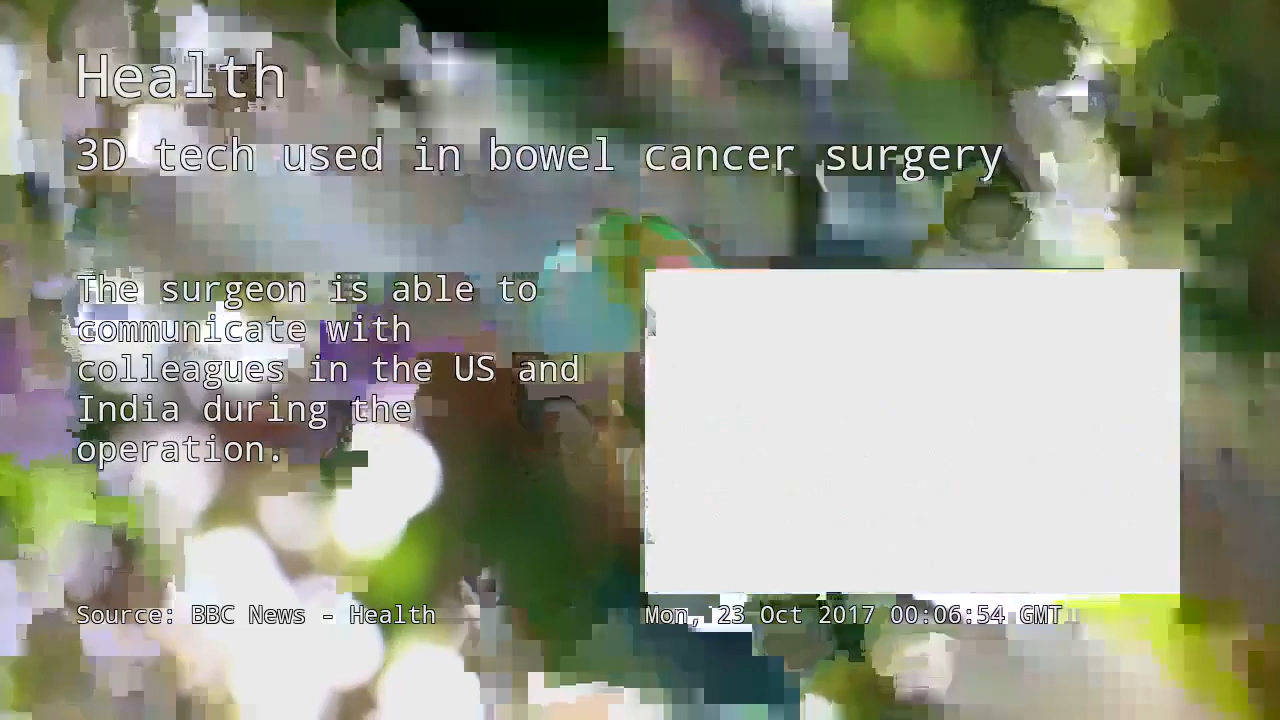 Health
3D tech used in bowel cancer surgery
The surgeon is able to
communicate with
colleagues in the US and
India during the
operation.
Source: BBC News - Health
Mon, 23 Oct 2017 00:06:54 GMT